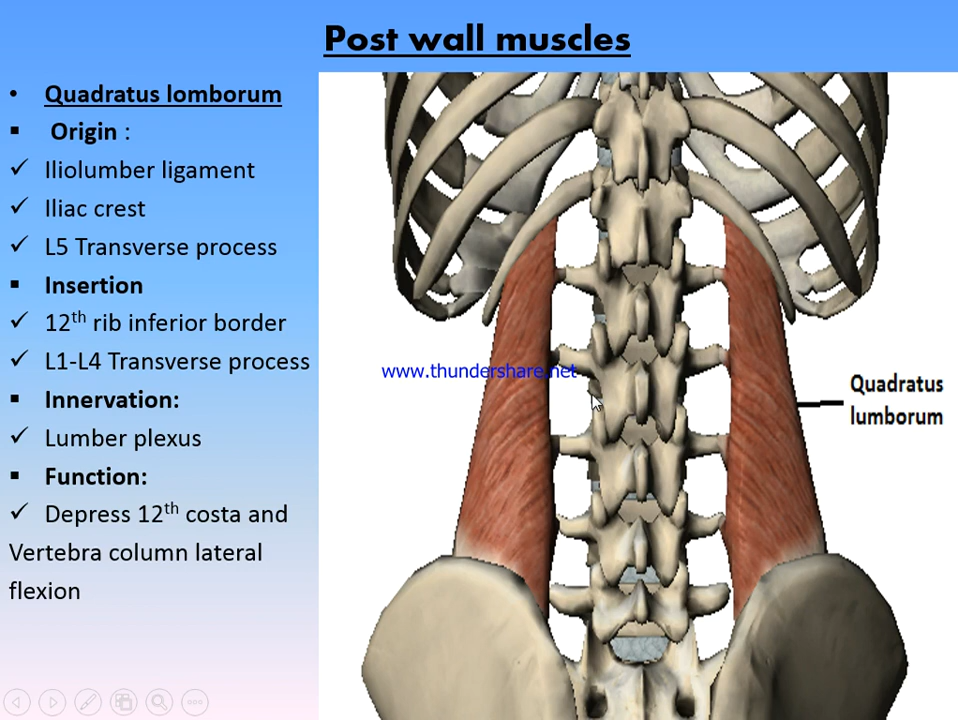 Post wall muscles
• Quadratus lomborum
▪ Origin :
✓ Iliolumber ligament
✓ Iliac crest
✓ L5 Transverse process
▪ Insertion
✓ 12th rib inferior border
✓ L1-L4 Transverse process
▪ Innervation:
✓ Lumber plexus
▪ Function:
✓ Depress 12th costa and
Vertebra column lateral
flexion
www.thundershare.net
Quadratus
lumborum